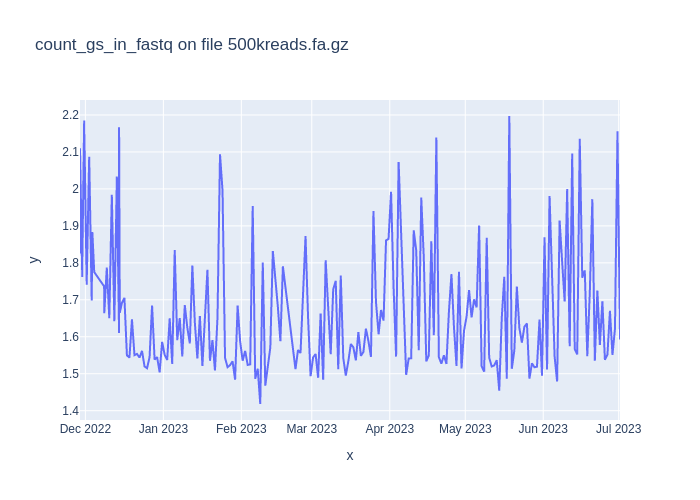 count_gs_in_fastq on file 500kreads.fa.gz
2.2
2.1
2
1.9
1.8
1.7
1.6
1.5
1.4
y
Dec 2022 Jan 2023 Feb 2023 Mar 2023 Apr 2023 May 2023 Jun 2023 Jul 2023
x